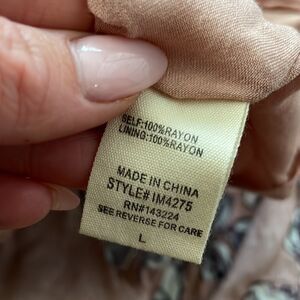 SELF:100%RAYON
LINING:100%RAYON
MADE IN CHINA
STYLE#IM4275
RN#143224
SEE REVERSE FOR CARE
L